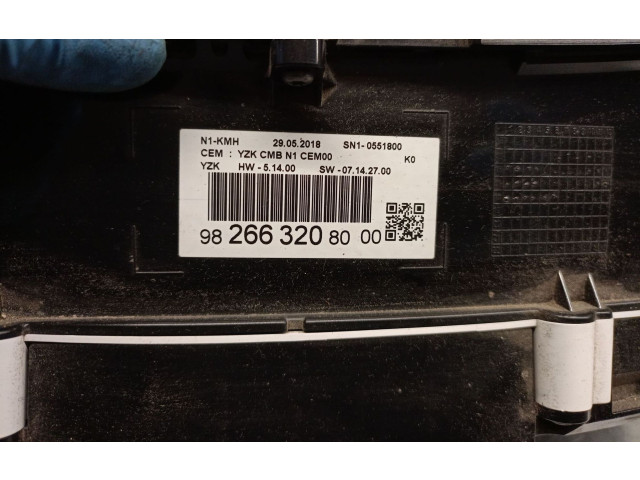 N1-KMH 29.05.2018 SN1-0551800
CEM : YZK CMB N1 CEM00 K0
YZK HW-5.14.00 SW-07.14.27.00
98 266 320 80 00